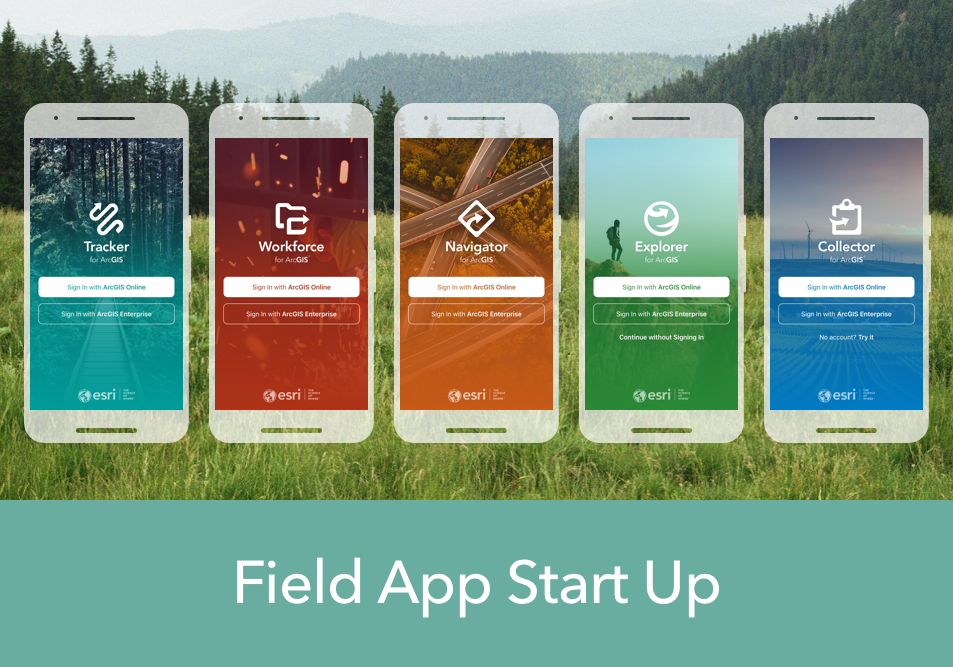 Tracker
for ArcGIS
Sign In with ArcGIS Online
Sign In with ArcGIS Enterprise
esri
Workforce
for ArcGIS
Sign In with ArcGIS Online
Sign In with ArcGIS Enterprise
esri
Navigator
for ArcGIS
Sign In with ArcGIS Online
Sign In with ArcGIS Enterprise
esri
Explorer
for ArcGIS
Sign In with ArcGIS Online
Sign In with ArcGIS Enterprise
Continue without Signing In
esri
Collector
for ArcGIS
Sign In with ArcGIS Online
Sign In with ArcGIS Enterprise
No account? Try it
esri
Field App Start Up